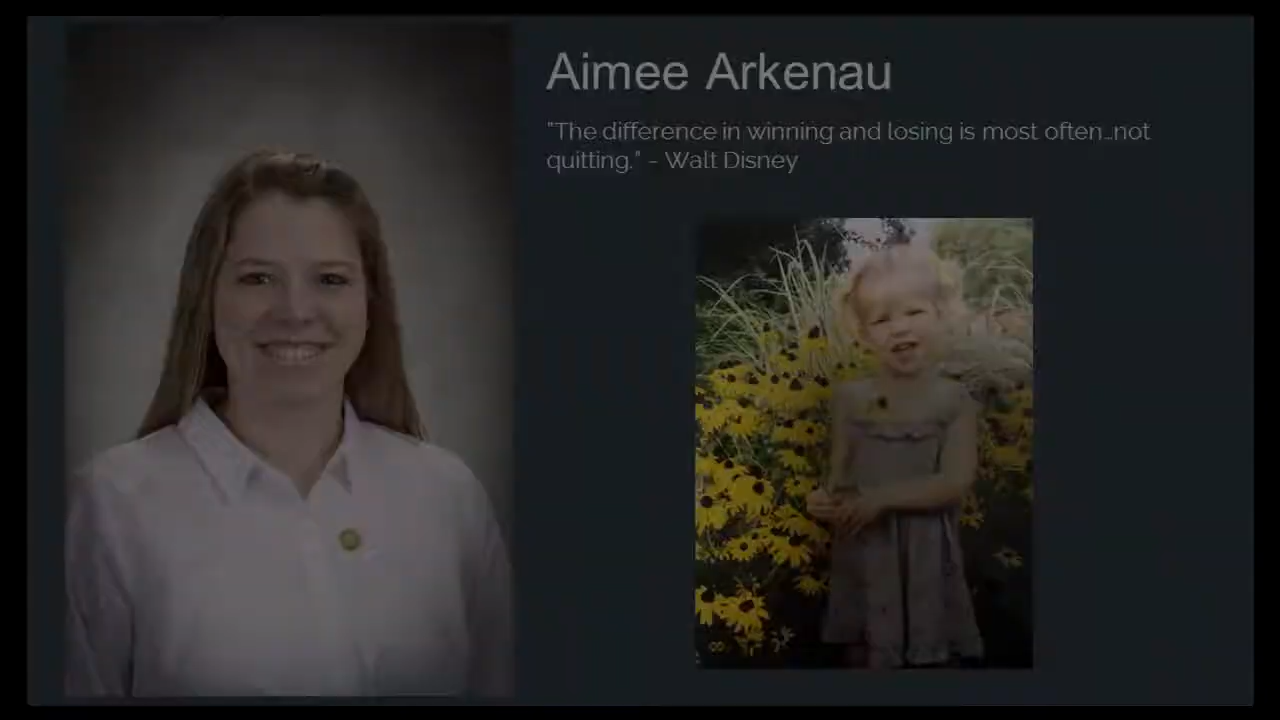 Aimee Arkenau
"The difference in winning and losing is most often…not
quitting." - Walt Disney